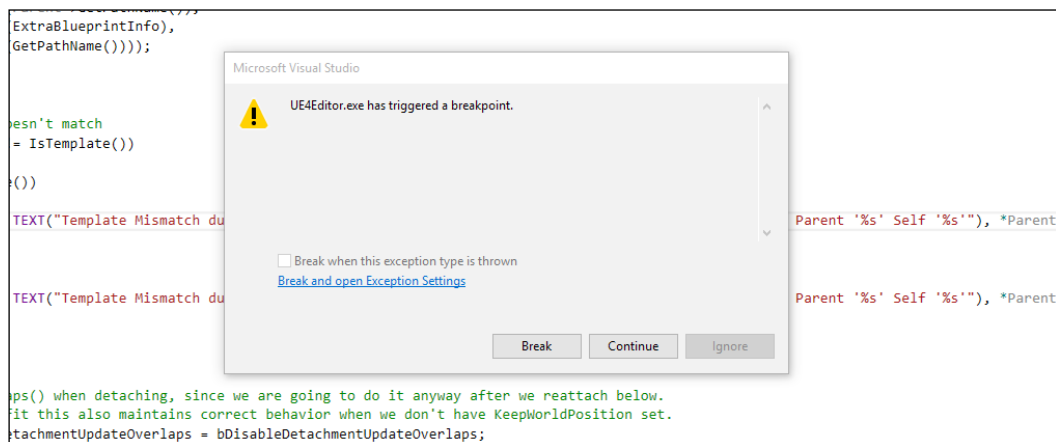 (ExtraBlueprintInfo),
(GetPathName())));
Microsoft Visual Studio
UE4Editor.exe has triggered a breakpoint.
esn't match
= IsTemplate())
())
TEXT("Template Mismatch du Parent '%s' Self '%s'"), *Parent
Break when this exception type is thrown
Break and open Exception Settings
TEXT("Template Mismatch du Parent '%s' Self '%s'"), *Parent
Break Continue Ignore
aps() when detaching, since we are going to do it anyway after we reattach below.
fit this also maintains correct behavior when we don't have KeepWorldPosition set.
etachmentUpdateOverlaps = bDisableDetachmentUpdateOverlaps;